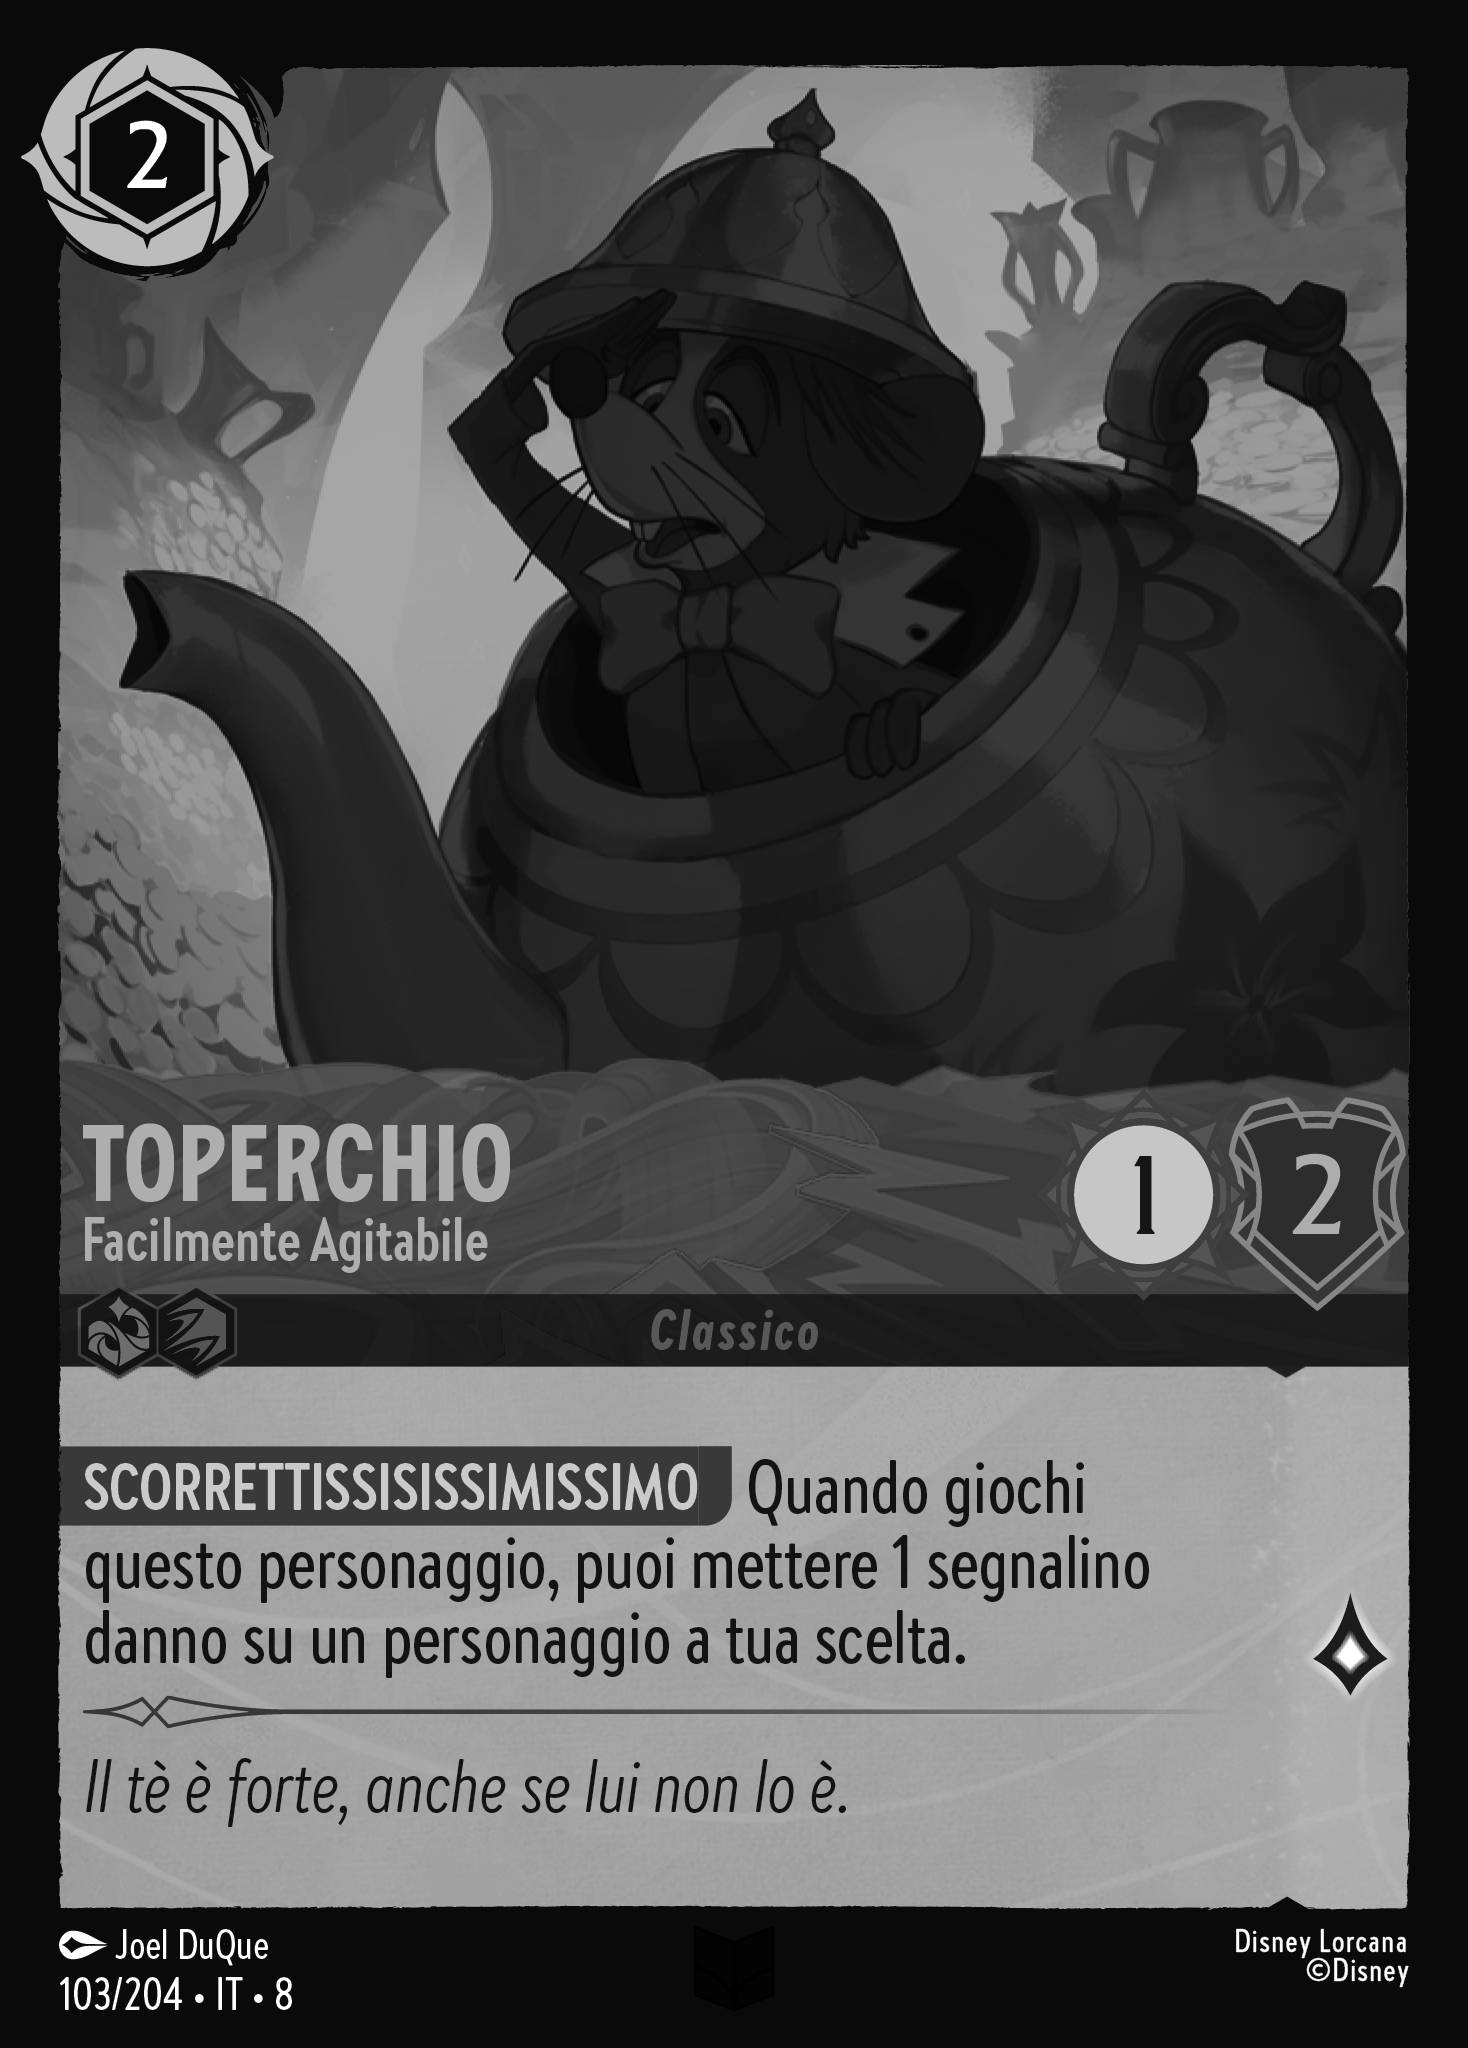 2
TOPERCHIO
Facilmente Agitabile
1 2
Classico
SCORRETTISSISISSIMISSIMO Quando giochi
questo personaggio, puoi mettere 1 segnalino
danno su un personaggio a tua scelta.
Il tè è forte, anche se lui non lo è.
Joel DuQue
103/204 • IT • 8
Disney Lorcana
©Disney